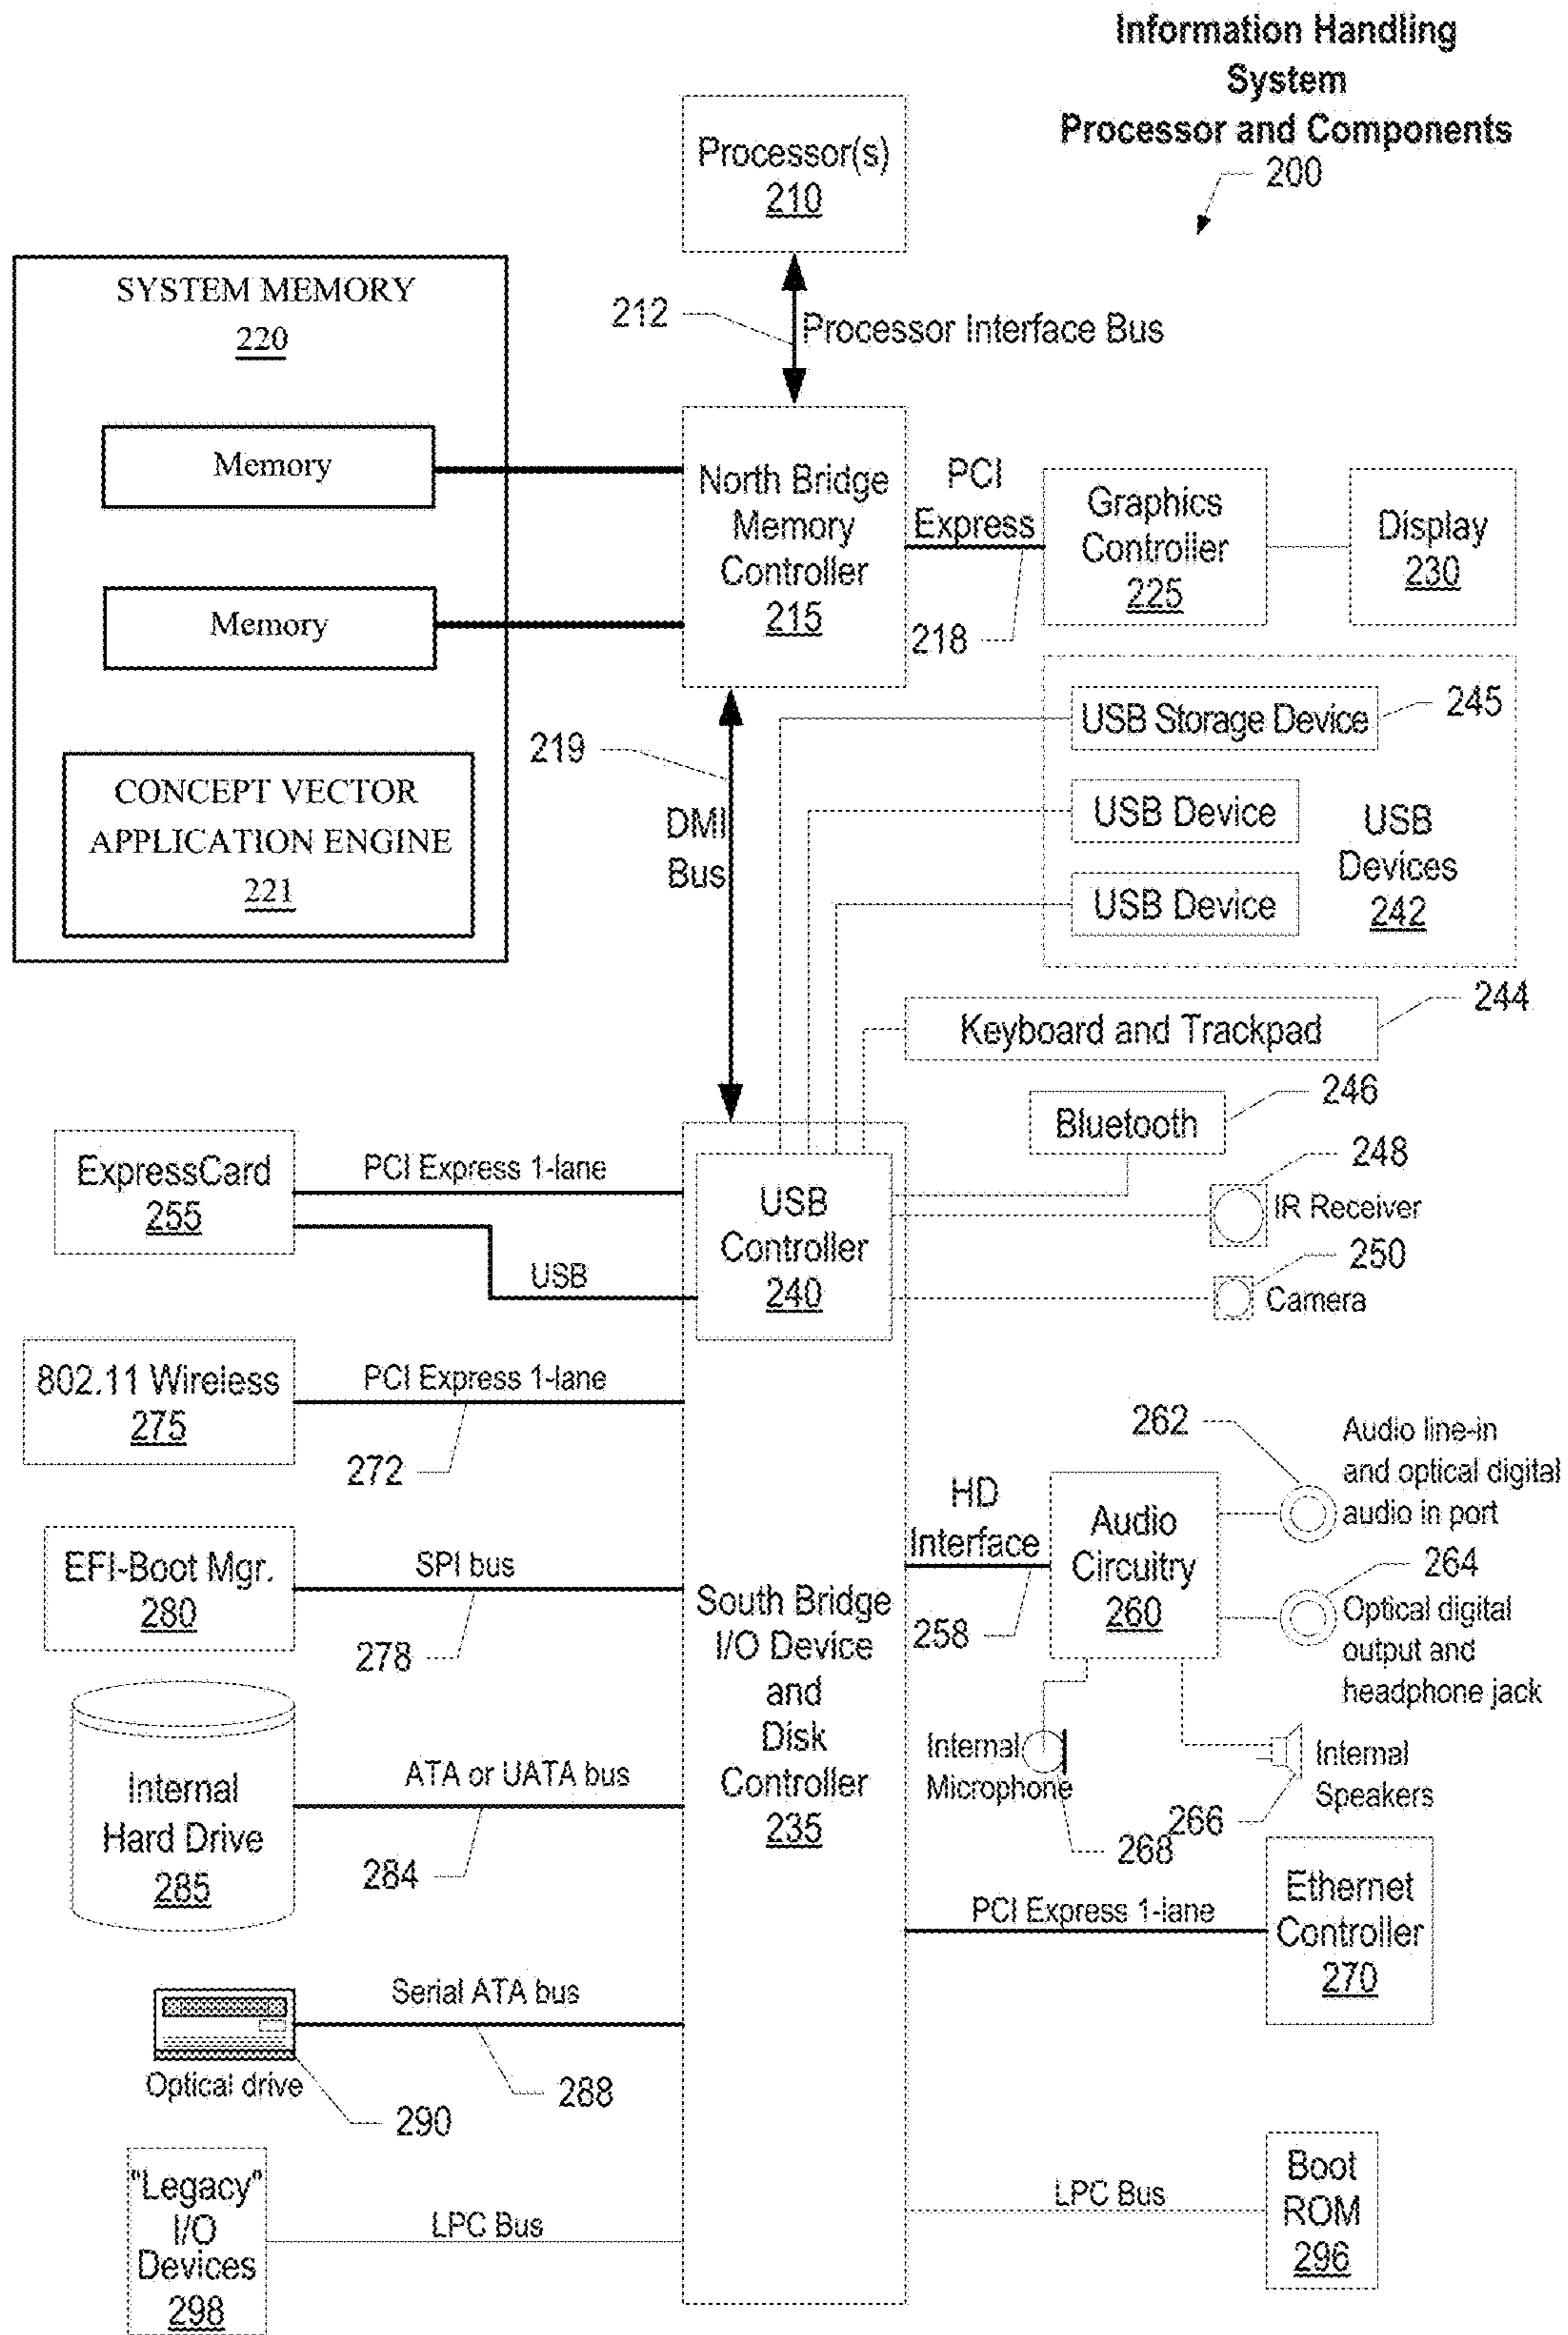 Information Handling
System
Processor and Components
200
Processor(s)
210
212
Processor Interface Bus
SYSTEM MEMORY
220
Memory
Memory
CONCEPT VECTOR
APPLICATION ENGINE
221
North Bridge
Memory
Controller
215
PCI
Express
218
Graphics
Controller
225
Display
230
219
DMI
Bus
USB Storage Device
245
USB Device
USB Device
USB
Devices
242
Keyboard and Trackpad
244
Bluetooth
246
248
IR Receiver
250
Camera
USB
Controller
240
ExpressCard
255
PCI Express 1-lane
USB
802.11 Wireless
275
PCI Express 1-lane
272
EFI-Boot Mgr.
280
SPI bus
278
Internal
Hard Drive
285
ATA or UATA bus
284
Serial ATA bus
288
Optical drive
290
"Legacy"
I/O
Devices
298
LPC Bus
South Bridge
I/O Device
and
Disk
Controller
235
HD
Interface
258
Audio
Circuitry
260
262
Audio line-in
and optical digital
audio in port
264
Optical digital
output and
headphone jack
Internal
Microphone
268
266
Internal
Speakers
PCI Express 1-lane
Ethernet
Controller
270
LPC Bus
Boot
ROM
296